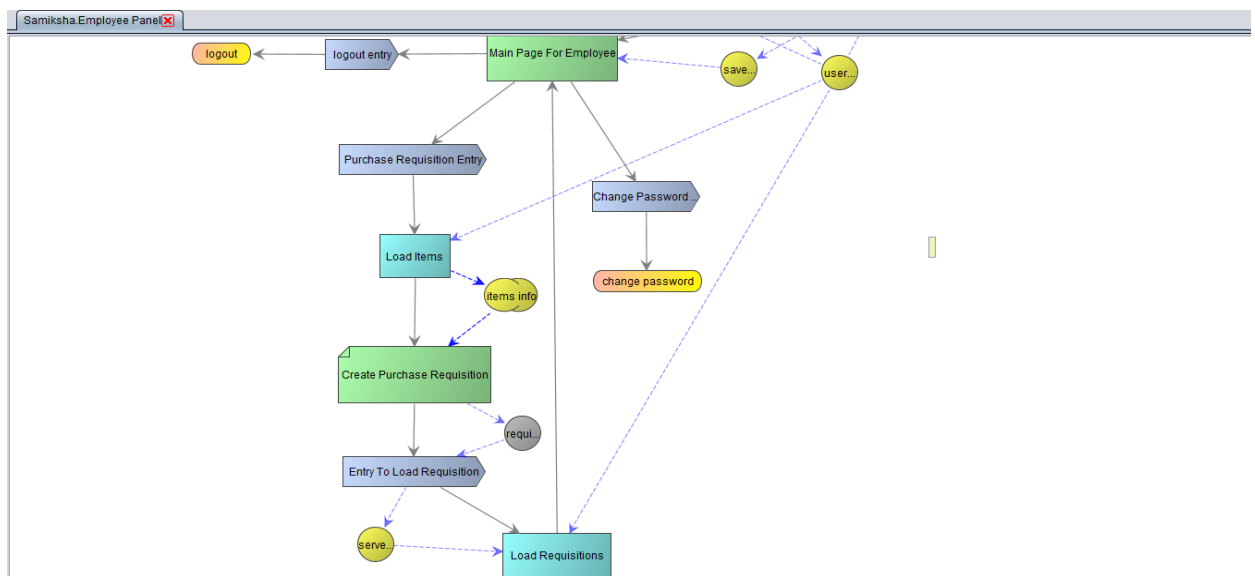 Samiksha.Employee Panel
logout
logout entry
Main Page For Employee
save...
user...
Purchase Requisition Entry
Change Password ..
Load Items
change password
items info
Create Purchase Requisition
requi...
Entry To Load Requisition
serve...
Load Requisitions